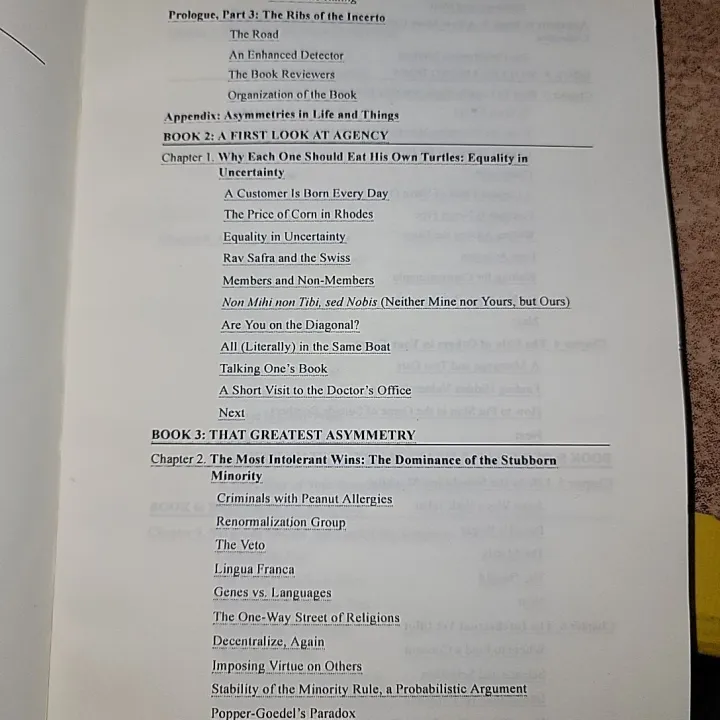 Prologue, Part 3: The Ribs of the Incerto
The Road
An Enhanced Detector
The Book Reviewers
Organization of the Book
Appendix: Asymmetries in Life and Things
BOOK 2: A FIRST LOOK AT AGENCY
Chapter 1. Why Each One Should Eat His Own Turtles: Equality in
Uncertainty
A Customer Is Born Every Day
The Price of Corn in Rhodes
Equality in Uncertainty
Rav Safra and the Swiss
Members and Non-Members
Non Mihi non Tibi, sed Nobis (Neither Mine nor Yours, but Ours)
Are You on the Diagonal?
All (Literally) in the Same Boat
Talking One's Book
A Short Visit to the Doctor's Office
Next
BOOK 3: THAT GREATEST ASYMMETRY
Chapter 2. The Most Intolerant Wins: The Dominance of the Stubborn
Minority
Criminals with Peanut Allergies
Renormalization Group
The Veto
Lingua Franca
Genes vs. Languages
The One-Way Street of Religions
Decentralize, Again
Imposing Virtue on Others
Stability of the Minority Rule, a Probabilistic Argument
Popper-Goedel's Paradox